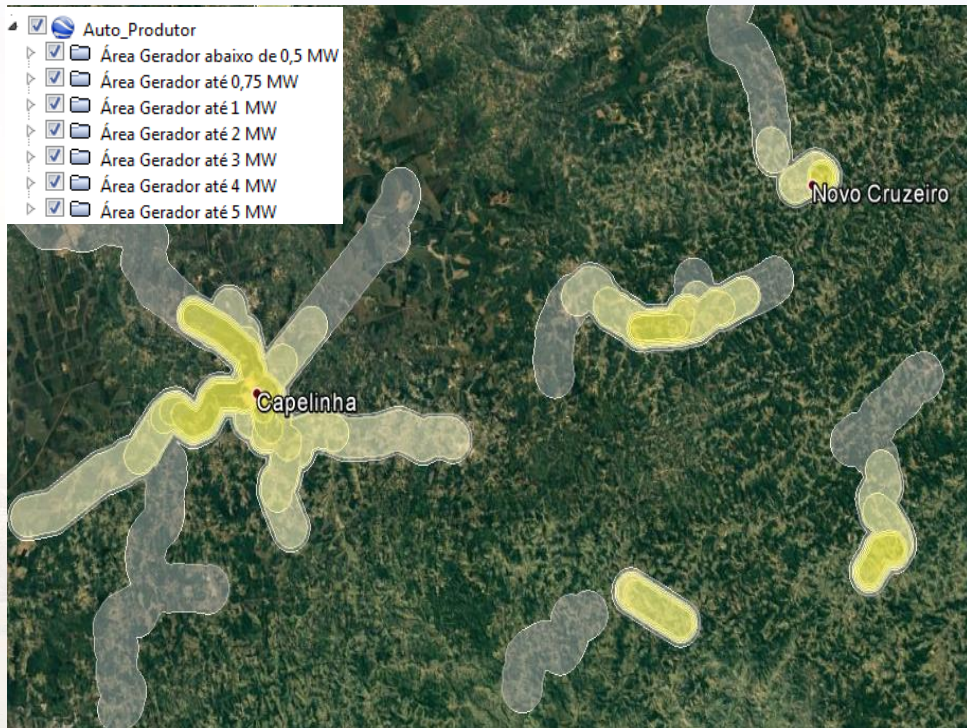 Auto_Produtor
Área Gerador abaixo de 0,5 MW
Área Gerador até 0,75 MW
Área Gerador até 1 MW
Área Gerador até 2 MW
Área Gerador até 3 MW
Área Gerador até 4 MW
Área Gerador até 5 MW
Novo Cruzeiro
Capelinha